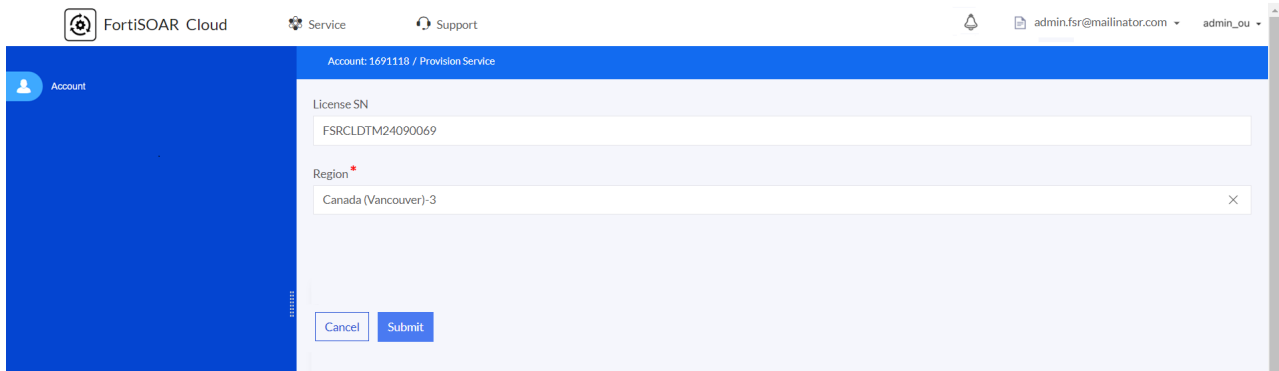 FortiSOAR Cloud Service Support admin.fsr@mailinator.com admin_ou
Account: 1691118 / Provision Service
Account
License SN
FSRCLDTM24090069
Region*
Canada (Vancouver)-3
Cancel Submit